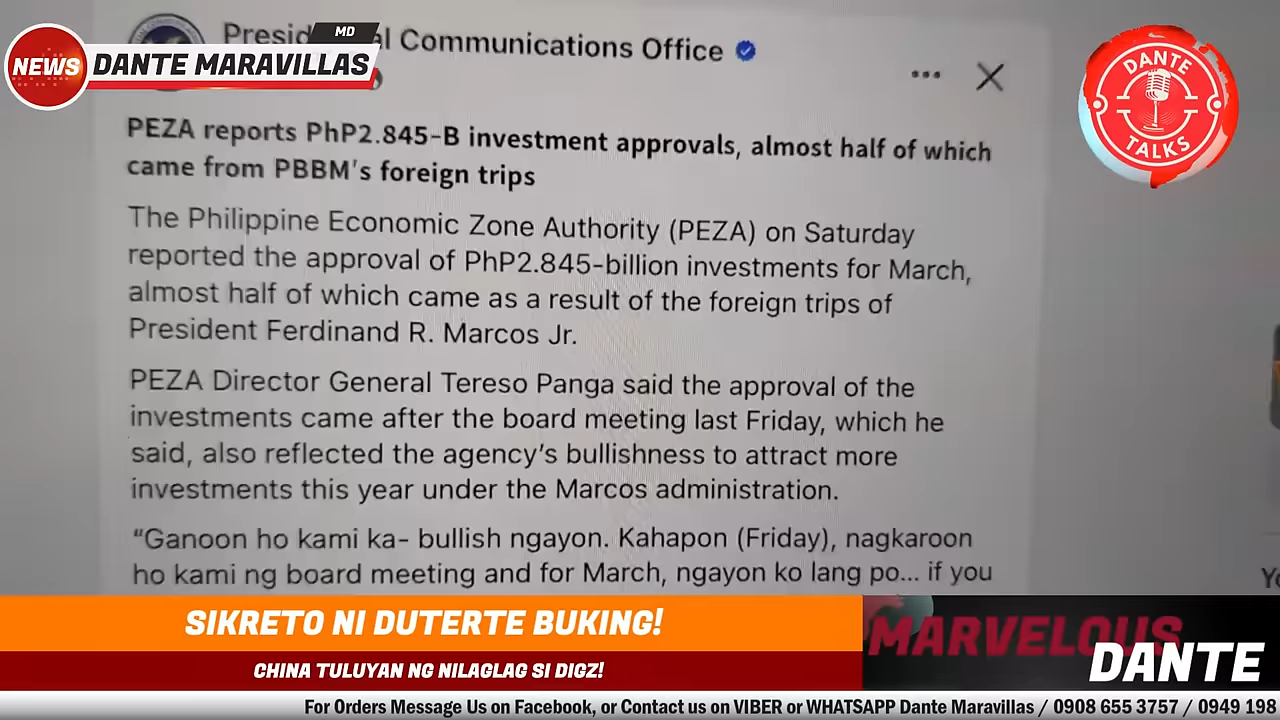 MD
NEWS
DANTE MARAVILLAS
Communications Office
DANTE
TALKS
PEZA reports PhP2.845-B investment approvals, almost half of which
came from PBBM's foreign trips
The Philippine Economic Zone Authority (PEZA) on Saturday
reported the approval of PhP2.845-billion investments for March,
almost half of which came as a result of the foreign trips of
President Ferdinand R. Marcos Jr.
PEZA Director General Tereso Panga said the approval of the
investments came after the board meeting last Friday, which he
said, also reflected the agency's bullishness to attract more
investments this year under the Marcos administration.
“Ganoon ho kami ka- bullish ngayon. Kahapon (Friday), nagkaroon
ho kami ng board meeting and for March, ngayon ko lang po... if you
SIKRETO NI DUTERTE BUKING!
CHINA TULUYAN NG NILAGLAG SI DIGZ!
MARVELOUS
DANTE
For Orders Message Us on Facebook, or Contact us on VIBER or WHATSAPP Dante Maravillas / 0908 655 3757 / 0949 198